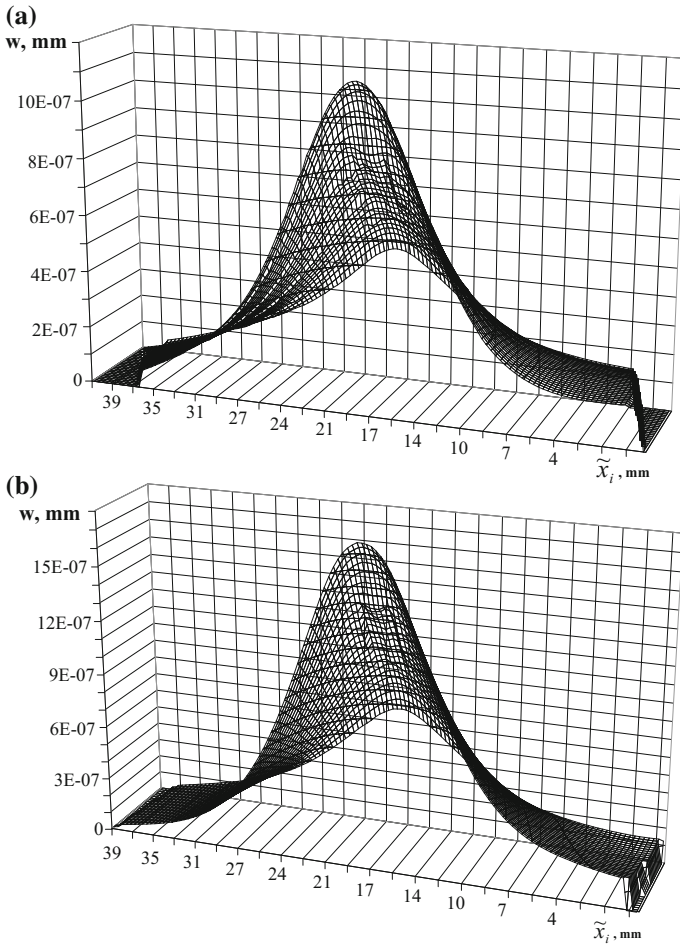 (a)
w, mm
10E-07
8E-07
6E-07
4E-07
2E-07
0
39 35 31 27 24 21 17 14 10 7 4
x̃ᵢ, mm
(b)
w, mm
15E-07
12E-07
9E-07
6E-07
3E-07
0
39 35 31 27 24 21 17 14 10 7 4
x̃ᵢ, mm